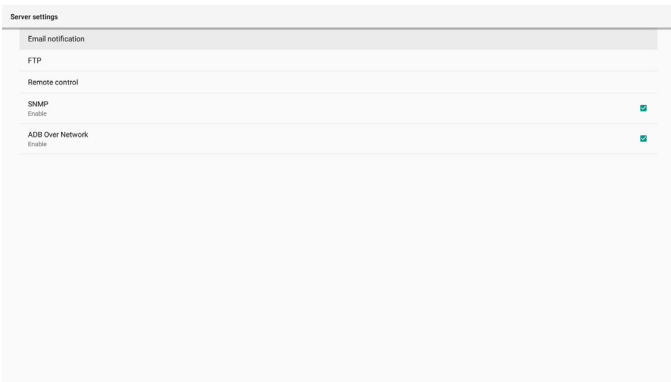 Server settings
Email notification
FTP
Remote control
SNMP
Enable
ADB Over Network
Enable